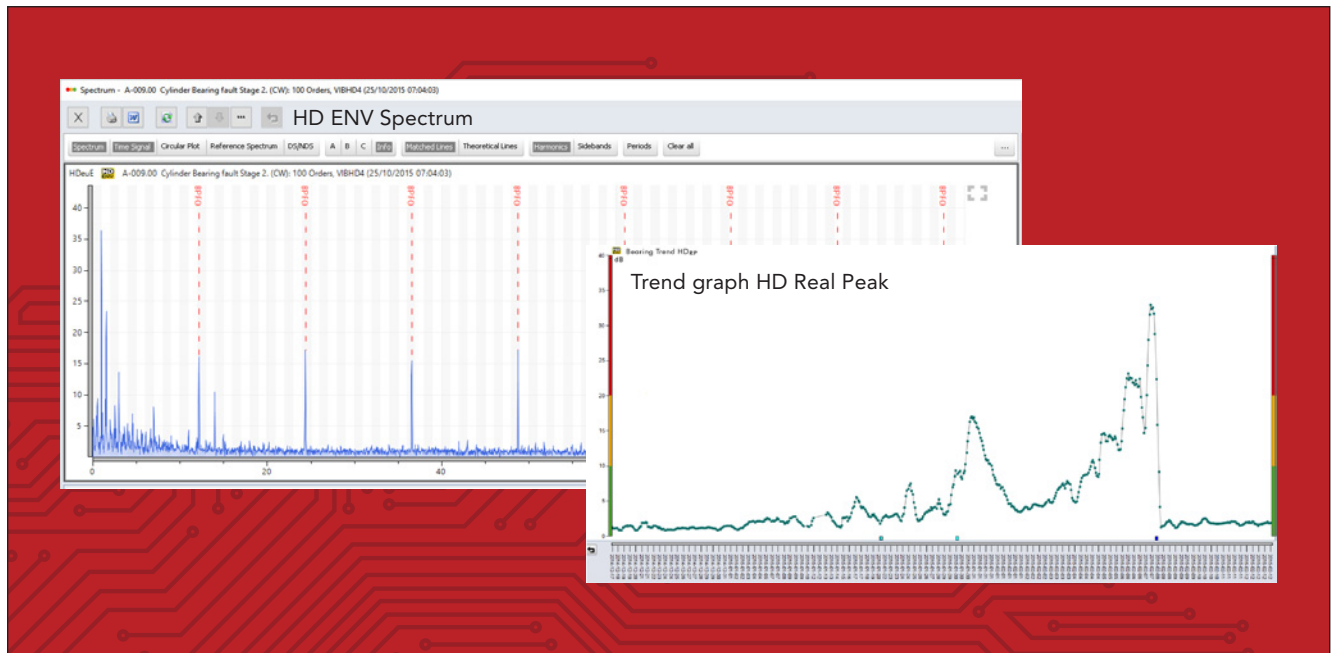 Spectrum - A-009.00 Cylinder Bearing fault Stage 2. (CW): 100 Orders, VIBHD4 (25/10/2015 07:04:03)
HD ENV Spectrum
Spectrum Time Signal Circular Plot Reference Spectrum DS/NDS A B C Info Matched Lines Theoretical Lines Harmonics Sidebands Periods Clear all ...
A-009.00 Cylinder Bearing fault Stage 2. (CW): 100 Orders, VIBHD4 (25/10/2015 07:04:03)
BPFO BPFO BPFO BPFO BPFO BPFO BPFO BPFO
40
35
30
25
20
15
10
5
0 20 40
Bearing Trend
dB
Trend graph HD Real Peak
40
35
30
25
20
15
10
5
0